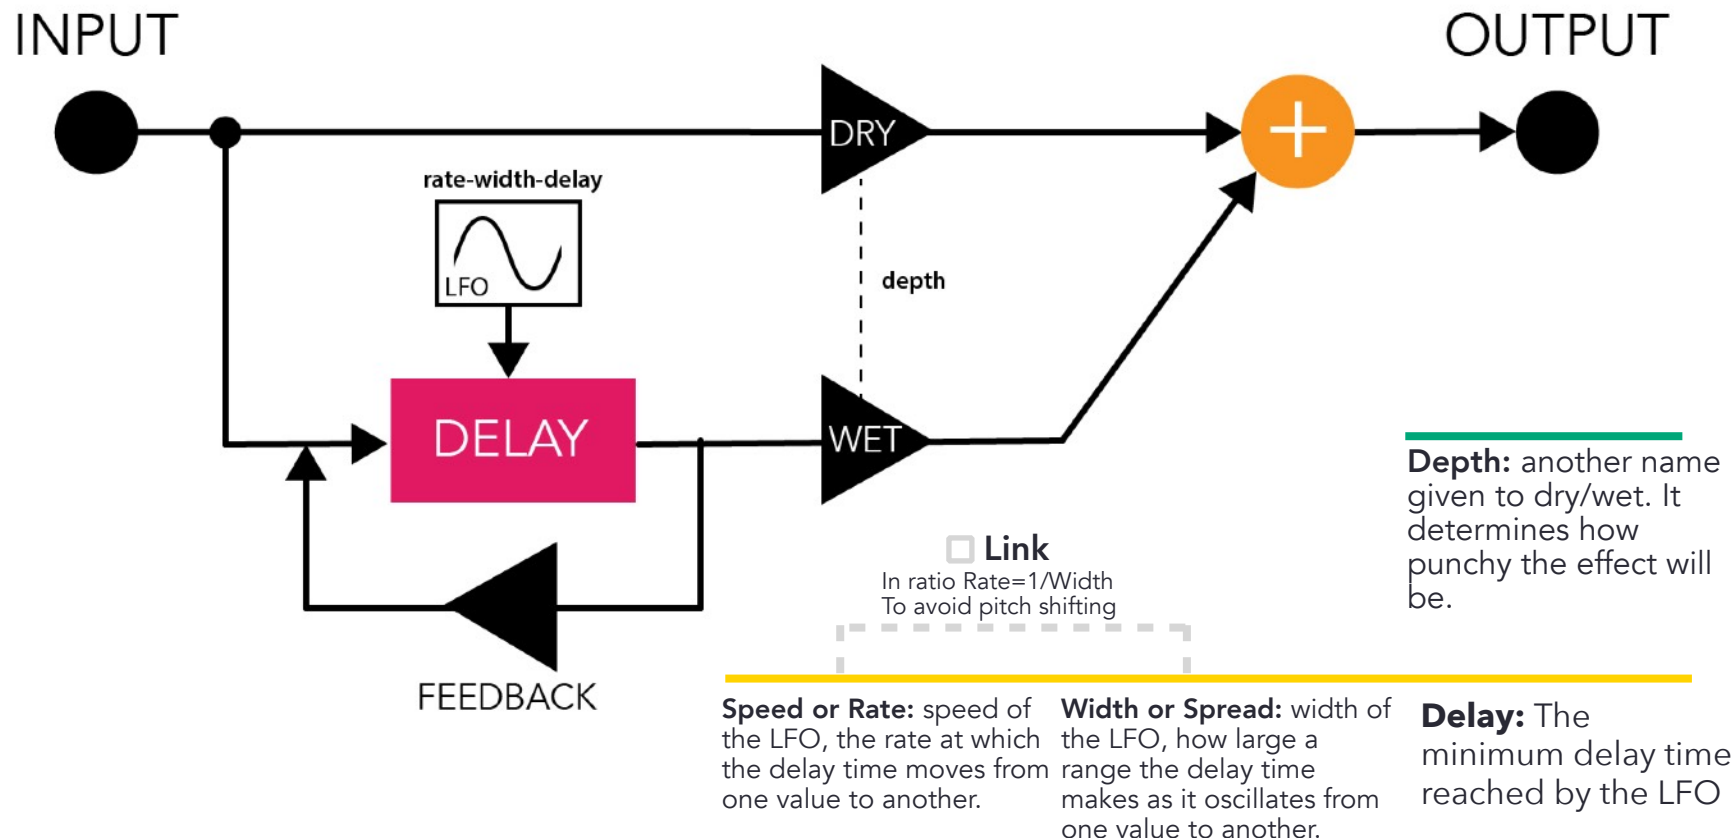 INPUT
OUTPUT
DRY
+
rate-width-delay
LFO
depth
DELAY
WET
FEEDBACK
Link
In ratio Rate=1/Width
To avoid pitch shifting
Depth: another name
given to dry/wet. It
determines how
punchy the effect will
be.
Speed or Rate: speed of
the LFO, the rate at which
the delay time moves from
one value to another.
Width or Spread: width of
the LFO, how large a
range the delay time
makes as it oscillates from
one value to another.
Delay: The
minimum delay time
reached by the LFO